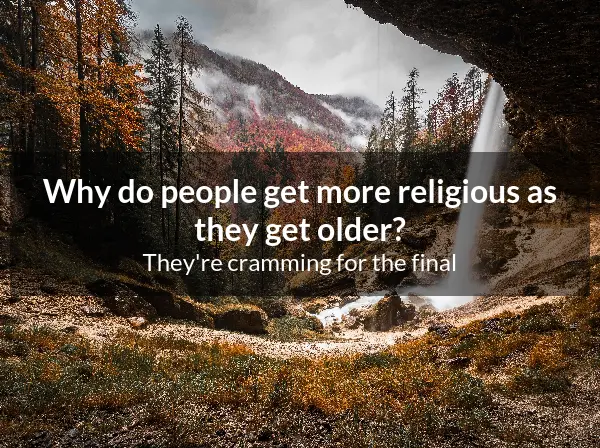 Why do people get more religious as
they get older?
They're cramming for the final